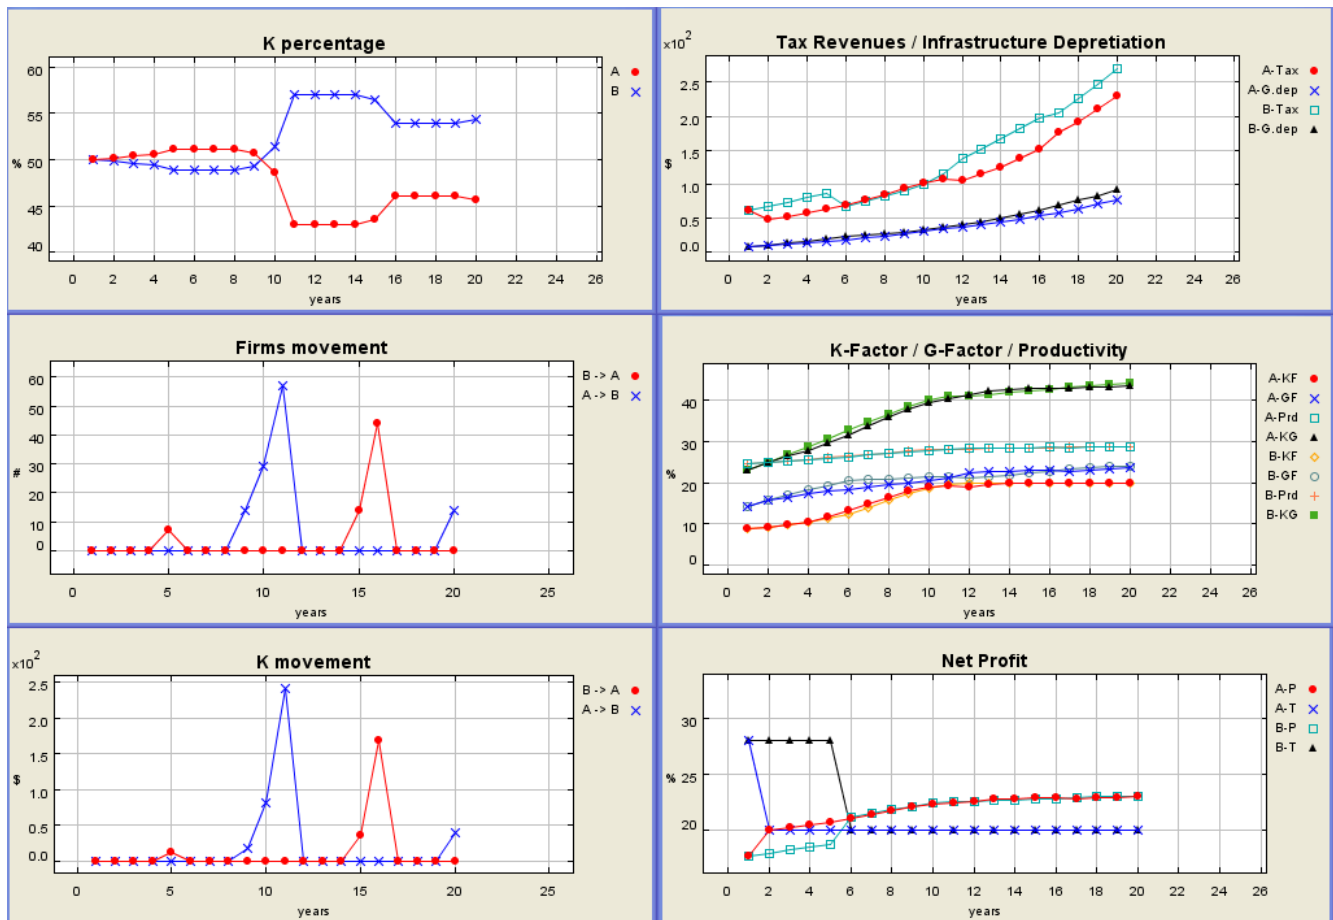 K percentage
60
55
50
45
40
%
0 2 4 6 8 10 12 14 16 18 20 22 24 26
years
A
B
Tax Revenues / Infrastructure Depretiation
x10²
2.5
2.0
1.5
1.0
0.5
0.0
$
0 2 4 6 8 10 12 14 16 18 20 22 24 26
years
A-Tax
A-G.dep
B-Tax
B-G.dep
Firms movement
60
50
40
30
20
10
0
#
0 5 10 15 20 25
years
B -> A
A -> B
K-Factor / G-Factor / Productivity
40
30
20
10
0
%
0 2 4 6 8 10 12 14 16 18 20 22 24 26
years
A-KF
A-GF
A-Prd
A-KG
B-KF
B-GF
B-Prd
B-KG
K movement
x10²
2.5
2.0
1.5
1.0
0.5
0.0
$
0 5 10 15 20 25
years
B -> A
A -> B
Net Profit
30
25
20
%
0 2 4 6 8 10 12 14 16 18 20 22 24 26
years
A-P
A-T
B-P
B-T